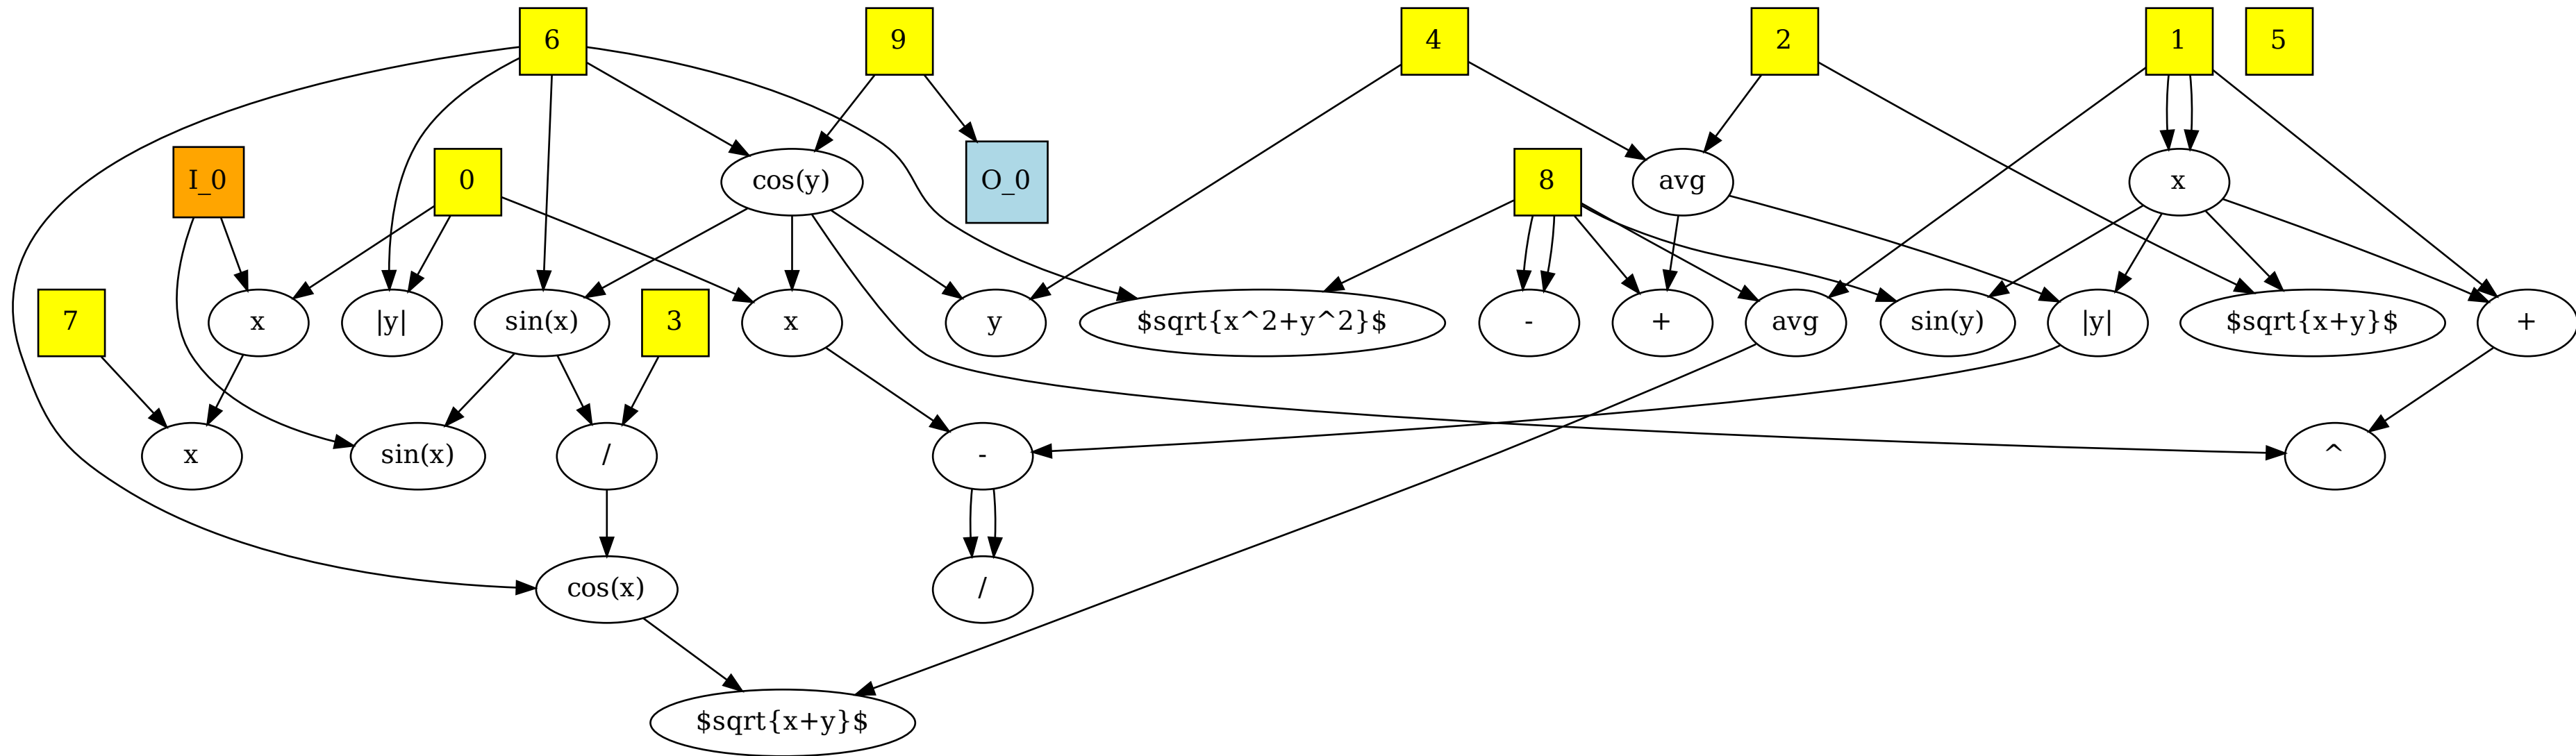 6
9
4
2
1
5
I_0
0
cos(y)
O_0
8
avg
x
7
x
|y|
sin(x)
3
x
y
$sqrt{x^2+y^2}$
-
+
avg
sin(y)
|y|
$sqrt{x+y}$
+
x
sin(x)
/
-
^
cos(x)
/
$sqrt{x+y}$